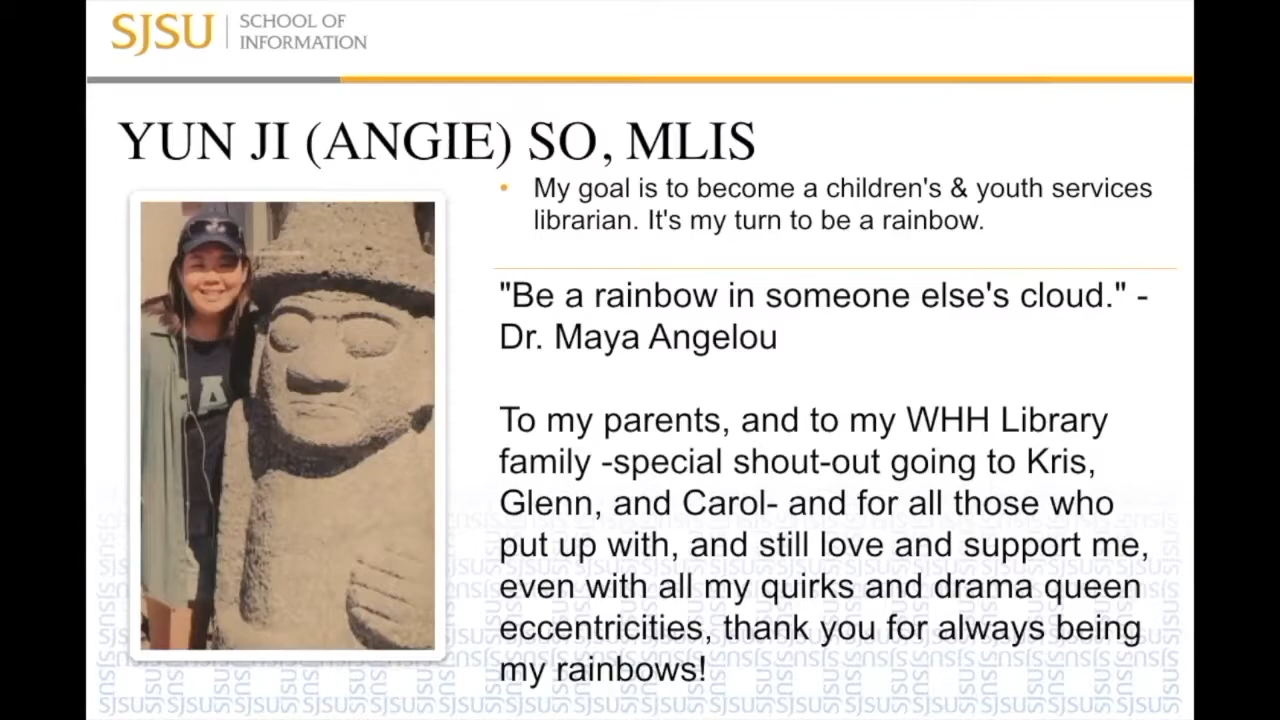 SJSU
SCHOOL OF
INFORMATION
YUN JI (ANGIE) SO, MLIS
• My goal is to become a children's & youth services
librarian. It's my turn to be a rainbow.
"Be a rainbow in someone else's cloud." -
Dr. Maya Angelou
To my parents, and to my WHH Library
family -special shout-out going to Kris,
Glenn, and Carol- and for all those who
put up with, and still love and support me,
even with all my quirks and drama queen
eccentricities, thank you for always being
my rainbows!